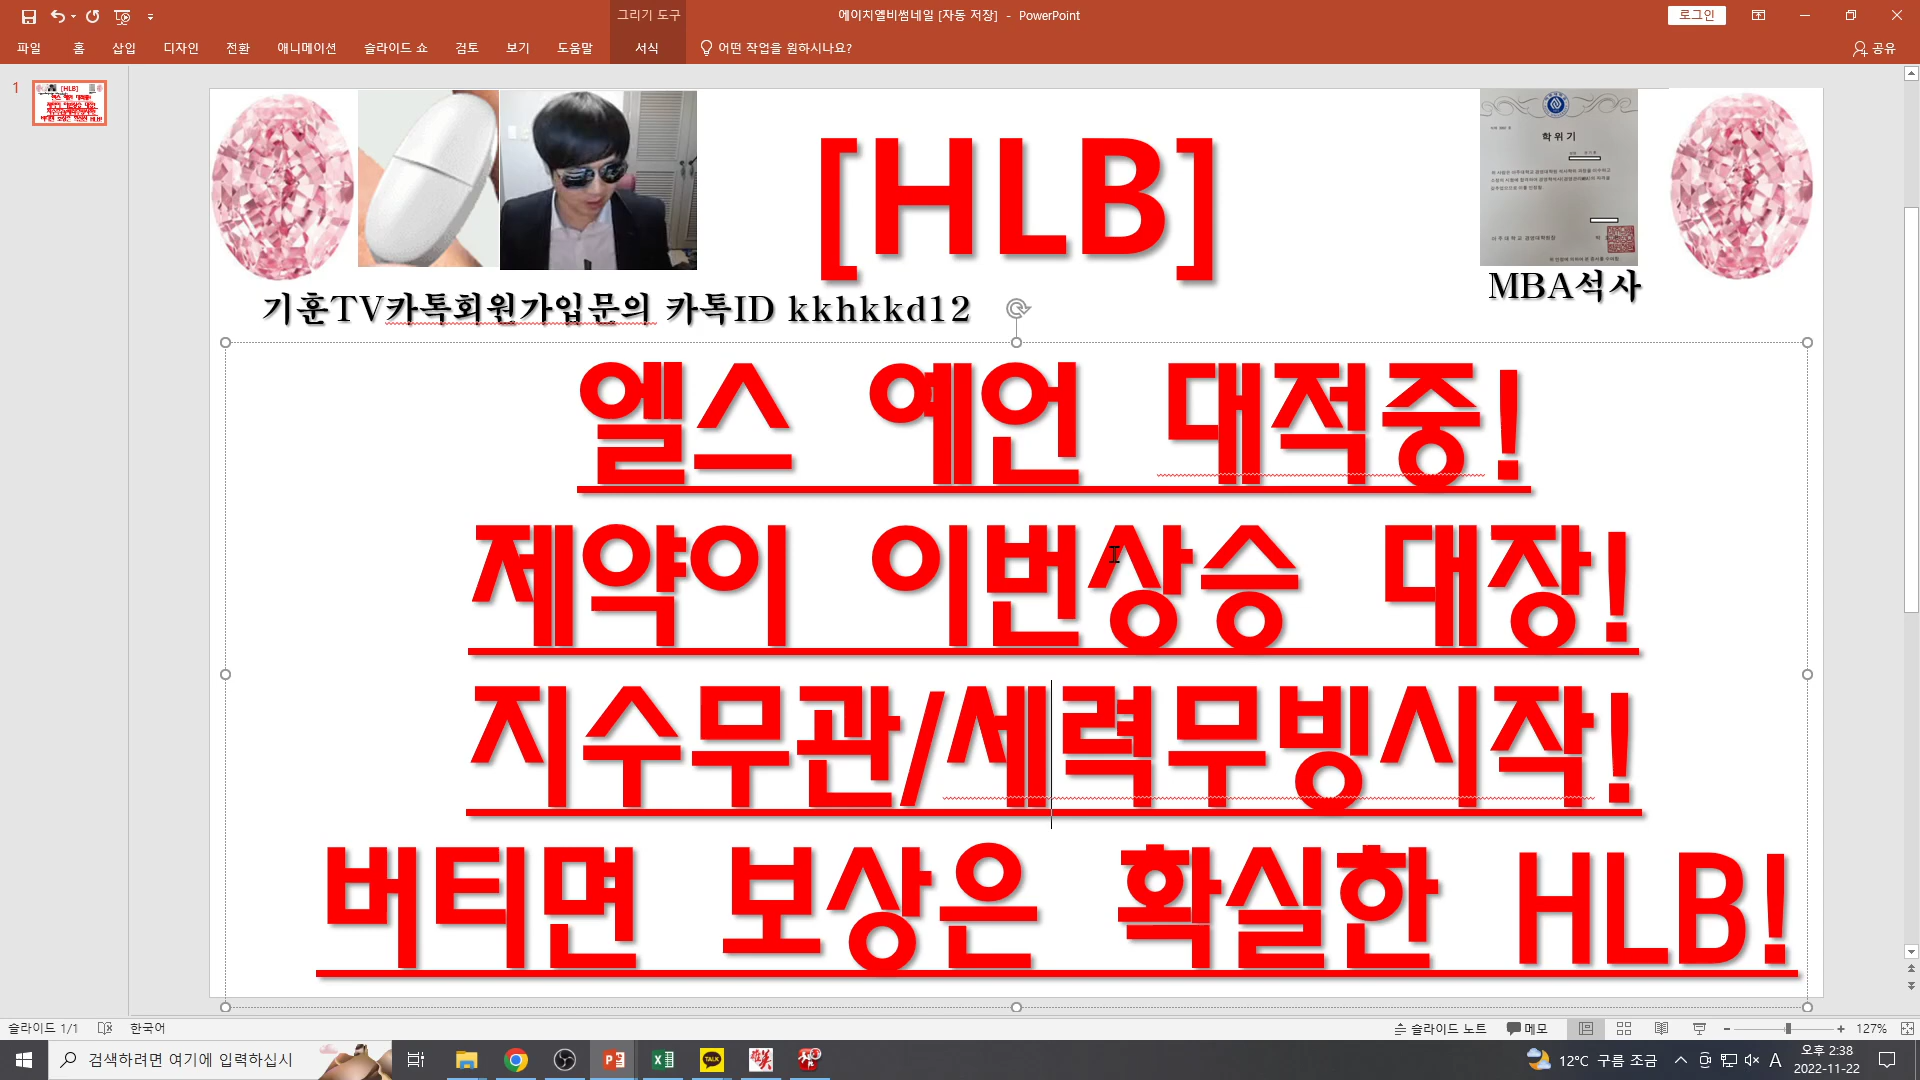 그리기 도구
에이치엘비썸네일 [자동 저장] - PowerPoint
로그인
파일 홈 삽입 디자인 전환 애니메이션 슬라이드 쇼 검토 보기 도움말 서식 어떤 작업을 원하시나요? 공유
1
[HLB]
학 위 기
MBA석사
기훈TV카톡회원가입문의 카톡ID kkhkkd12
엘스 예언 대적중!
제약이 이번상승 대장!
지수무관/세력무빙시작!
버티면 보상은 확실한 HLB!
슬라이드 1/1 한국어
슬라이드 노트 메모 127%
검색하려면 여기에 입력하십시
TALK
12°C 구름 조금
A
오후 2:38
2022-11-22